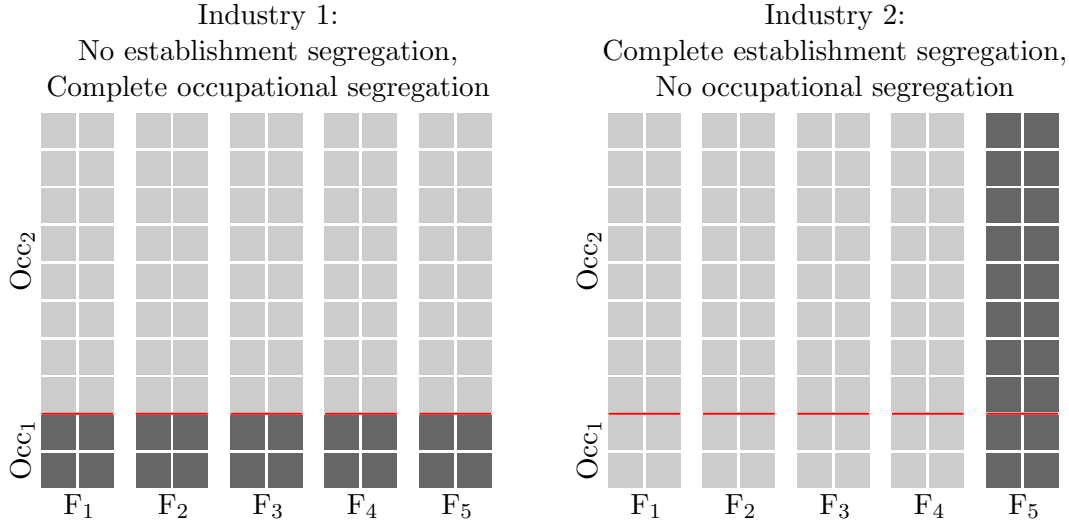 Industry 1:
No establishment segregation,
Complete occupational segregation
Occ₂
Occ₁
F₁ F₂ F₃ F₄ F₅
Industry 2:
Complete establishment segregation,
No occupational segregation
Occ₂
Occ₁
F₁ F₂ F₃ F₄ F₅